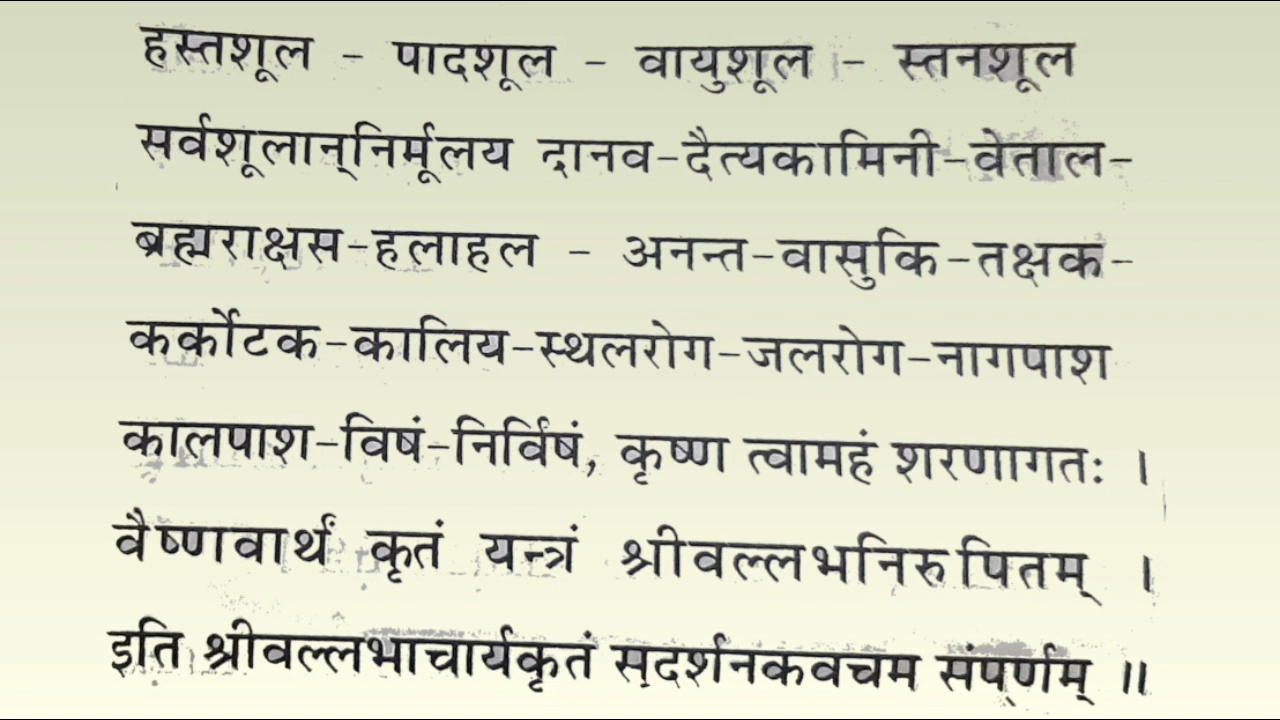 हस्तशूल - पादशूल - वायुशूल - स्तनशूल
सर्वशूलान्‌निर्मूलय दानव-दैत्यकामिनी-वेताल-
ब्रह्मराक्षस-हलाहल - अनन्त-वासुकि-तक्षक-
कर्कोटक-कालिय-स्थलरोग-जलरोग-नागपाश
कालपाश-विषं-निर्विषं, कृष्ण त्वामहं शरणागतः ।
वैष्णवार्थं कृतं यन्त्रं श्रीवल्लभनिरुपितम् ।
इति श्रीवल्लभाचार्यकृतं सुदर्शनकवचम संपूर्णम् ॥